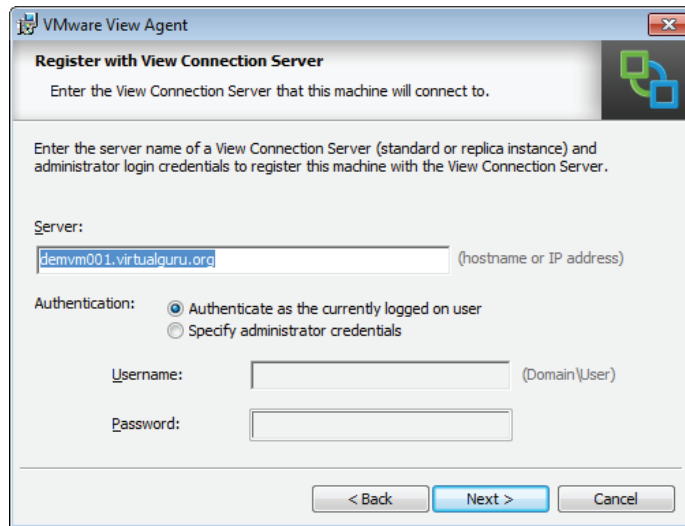 VMware View Agent
Register with View Connection Server
Enter the View Connection Server that this machine will connect to.
Enter the server name of a View Connection Server (standard or replica instance) and
administrator login credentials to register this machine with the View Connection Server.
Server:
demvm001.virtualguru.org (hostname or IP address)
Authentication: Authenticate as the currently logged on user
Specify administrator credentials
Username: (Domain\User)
Password:
< Back Next > Cancel